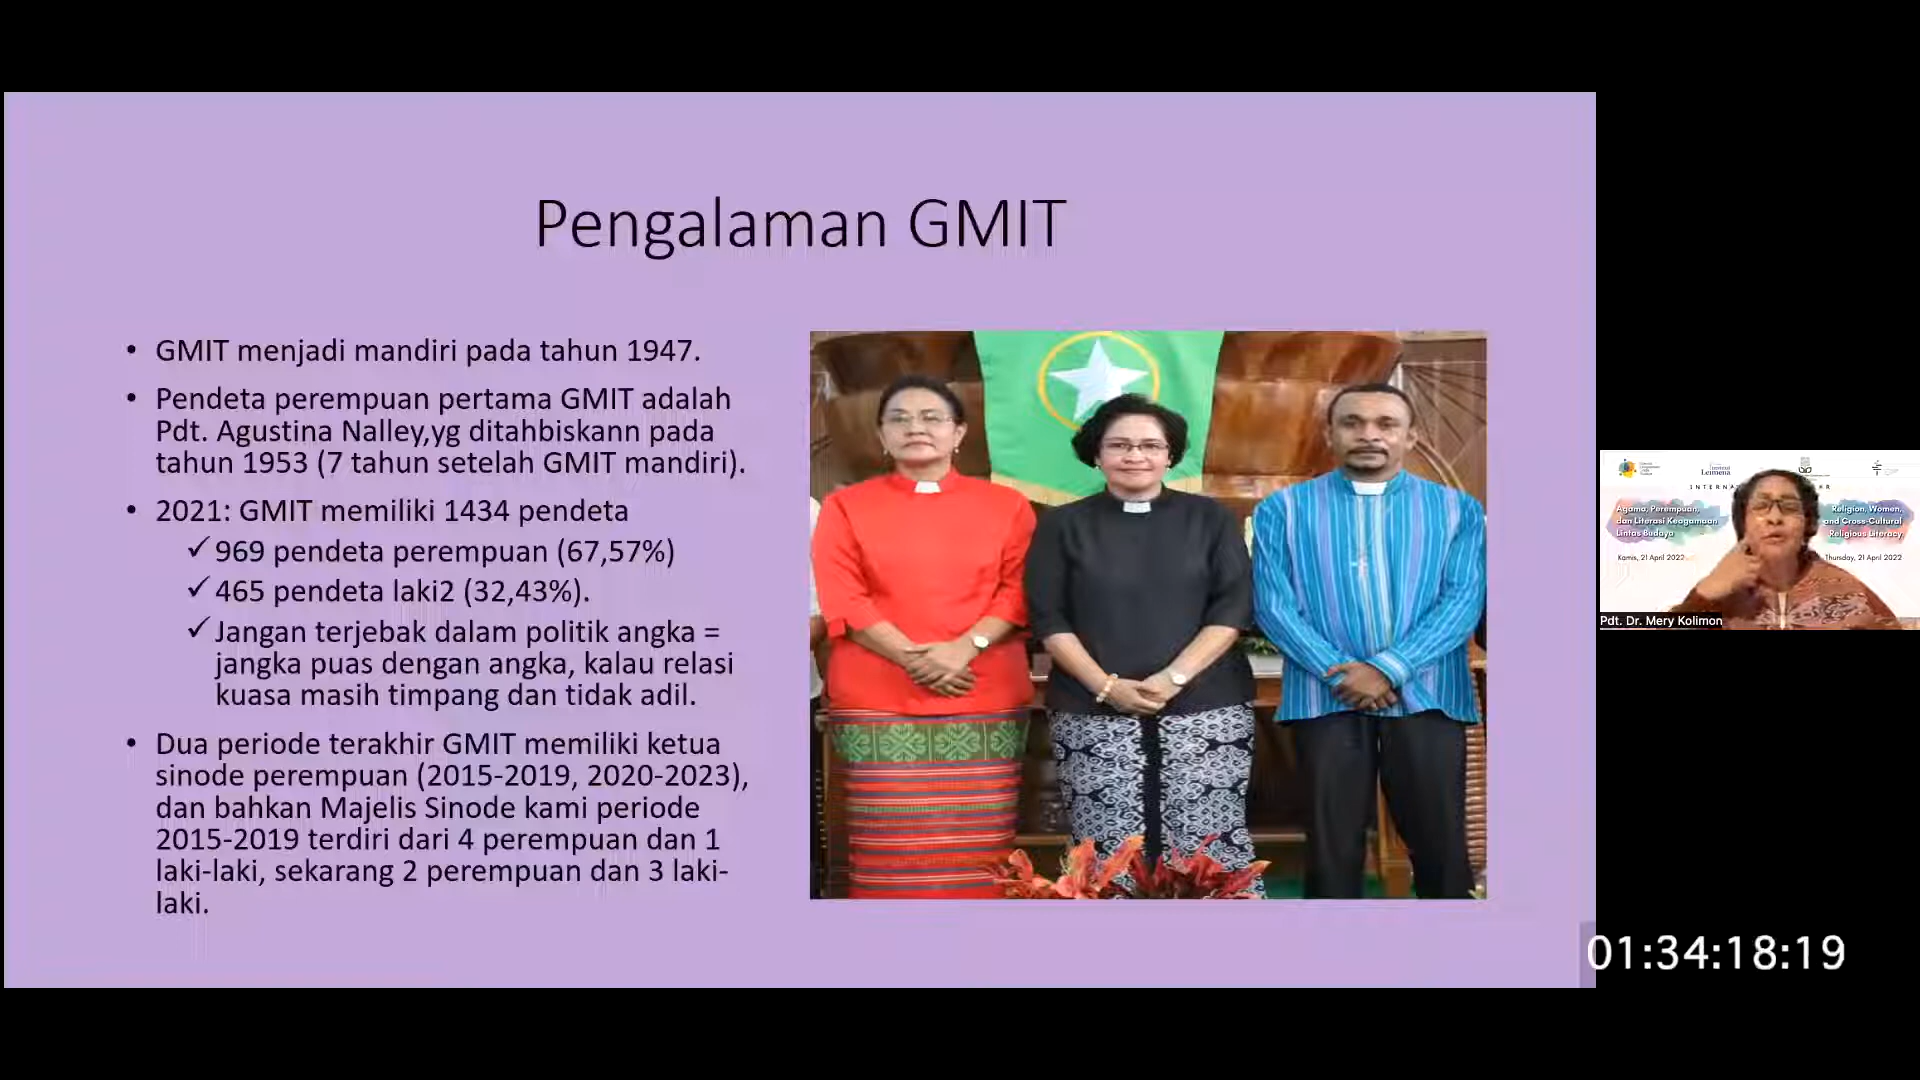 Pengalaman GMIT
• GMIT menjadi mandiri pada tahun 1947.
• Pendeta perempuan pertama GMIT adalah
Pdt. Agustina Nalley,yg ditahbiskann pada
tahun 1953 (7 tahun setelah GMIT mandiri).
• 2021: GMIT memiliki 1434 pendeta
✓969 pendeta perempuan (67,57%)
✓465 pendeta laki2 (32,43%).
✓Jangan terjebak dalam politik angka =
jangka puas dengan angka, kalau relasi
kuasa masih timpang dan tidak adil.
• Dua periode terakhir GMIT memiliki ketua
sinode perempuan (2015-2019, 2020-2023),
dan bahkan Majelis Sinode kami periode
2015-2019 terdiri dari 4 perempuan dan 1
laki-laki, sekarang 2 perempuan dan 3 laki-
laki.
Leimena
Agama, Perempuan,
dan Literasi Keagamaan
Lintas Budaya
Kamis, 21 April 2022
Religion, Women,
and Cross-Cultural
Religious Literacy
Thursday, 21 April 2022
Pdt. Dr. Mery Kolimon
01:34:18:19